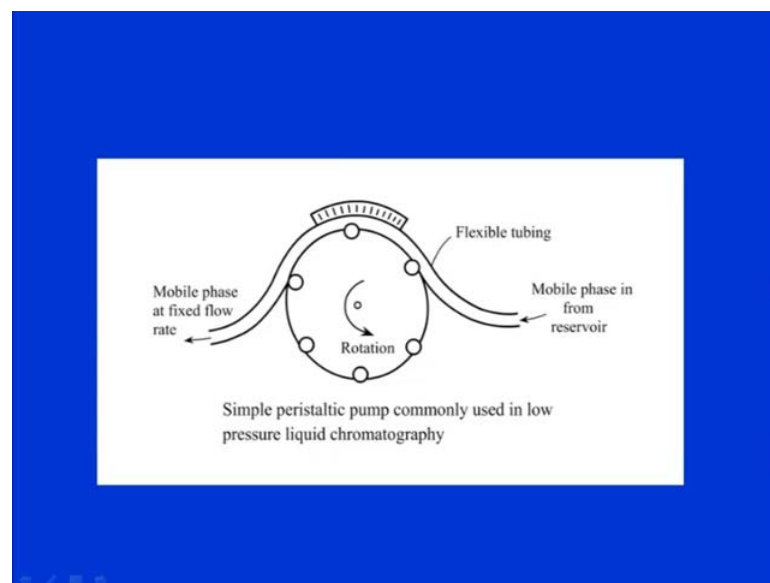 Flexible tubing
Mobile phase
at fixed flow
rate
Mobile phase in
from
reservoir
Rotation
Simple peristaltic pump commonly used in low
pressure liquid chromatography